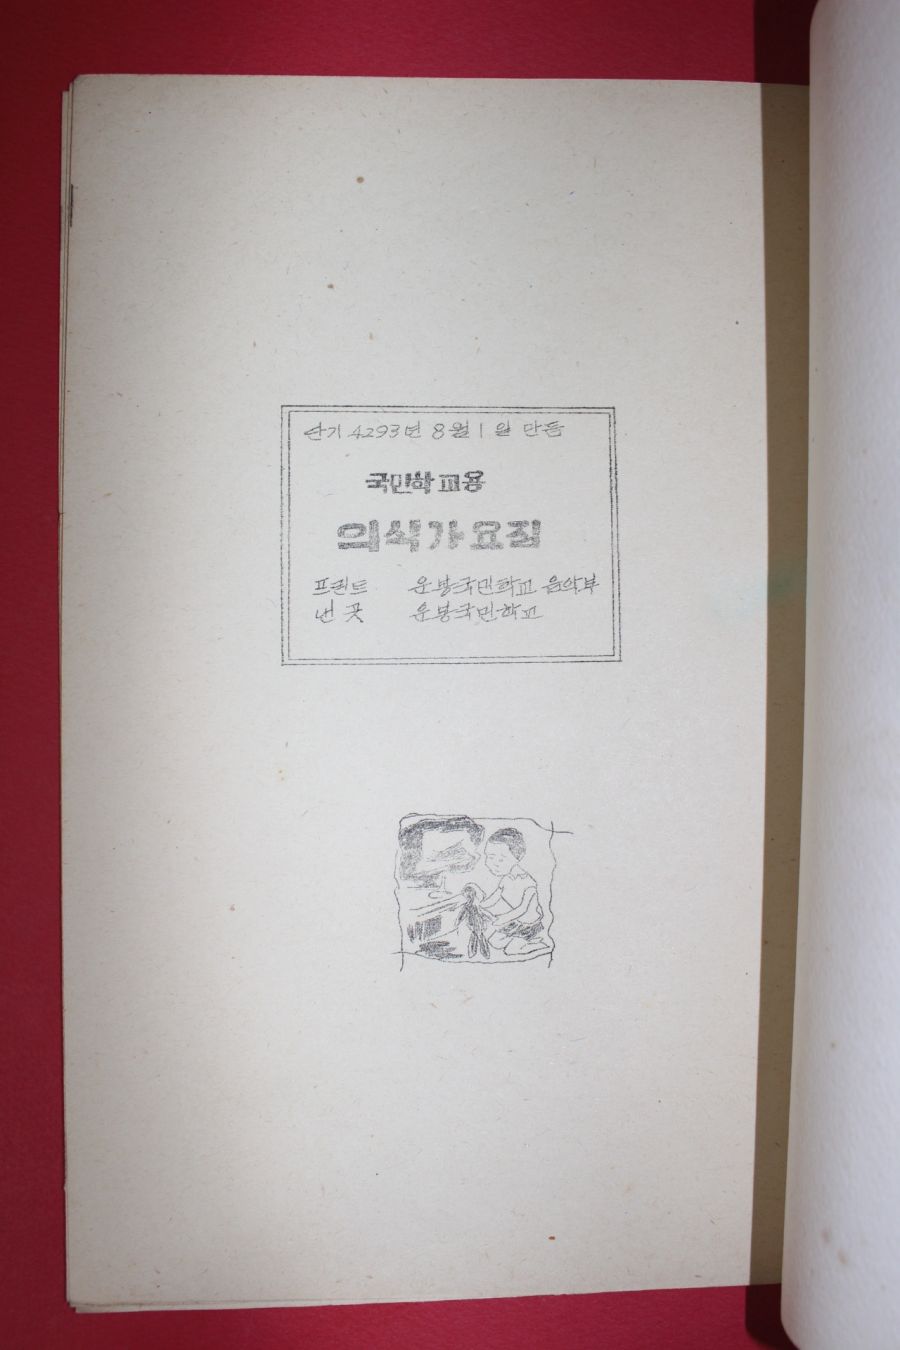 단기 4293년 8월 1일 만듬
국민학교용
의식가요집
프린트 운봉국민학교 음악부
낸 곳 운봉국민학교